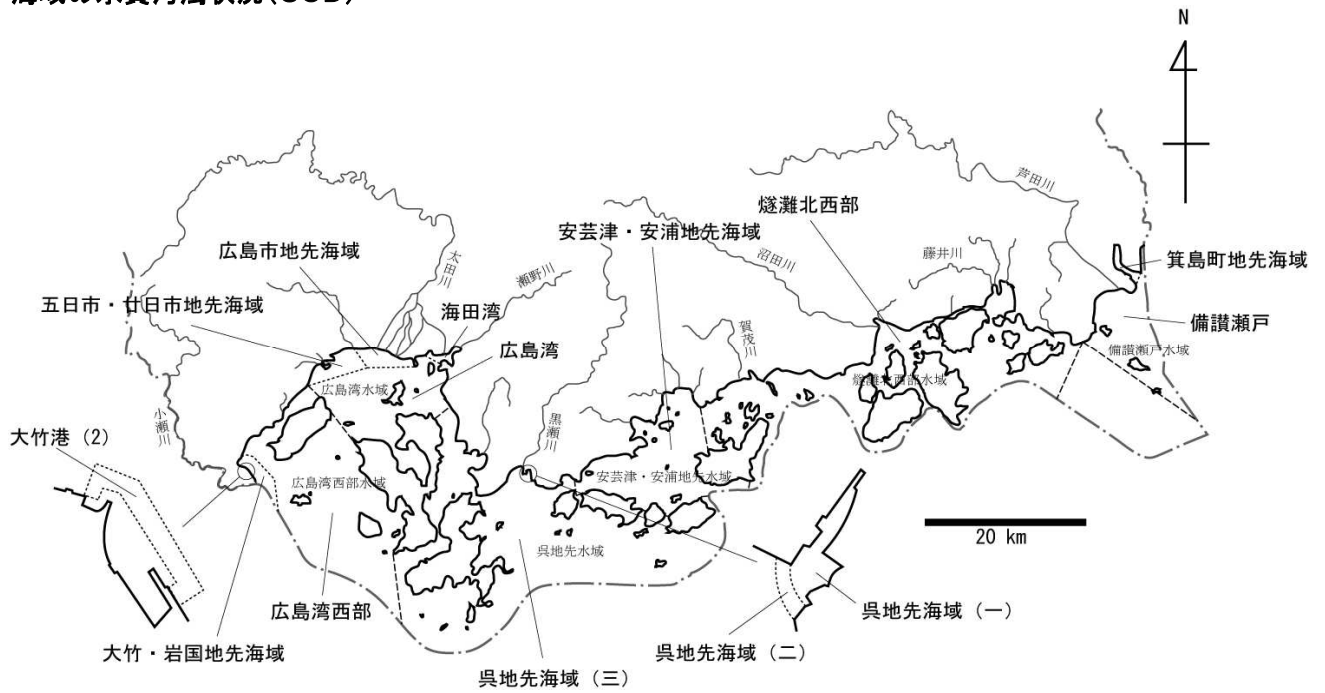 海域の水質汚濁状況(COD)
N
芦田川
燧灘北西部
安芸津・安浦地先海域
広島市地先海域
太田川
瀬野川
沼田川
藤井川
箕島町地先海域
五日市・廿日市地先海域
海田湾
賀茂川
備讃瀬戸
広島湾
備讃瀬戸水域
広島湾水域
燧灘北西部水域
小瀬川
黒瀬川
大竹港(2)
広島湾西部水域
安芸津・安浦地先水域
20 km
呉地先水域
広島湾西部
呉地先海域(一)
大竹・岩国地先海域
呉地先海域(二)
呉地先海域(三)